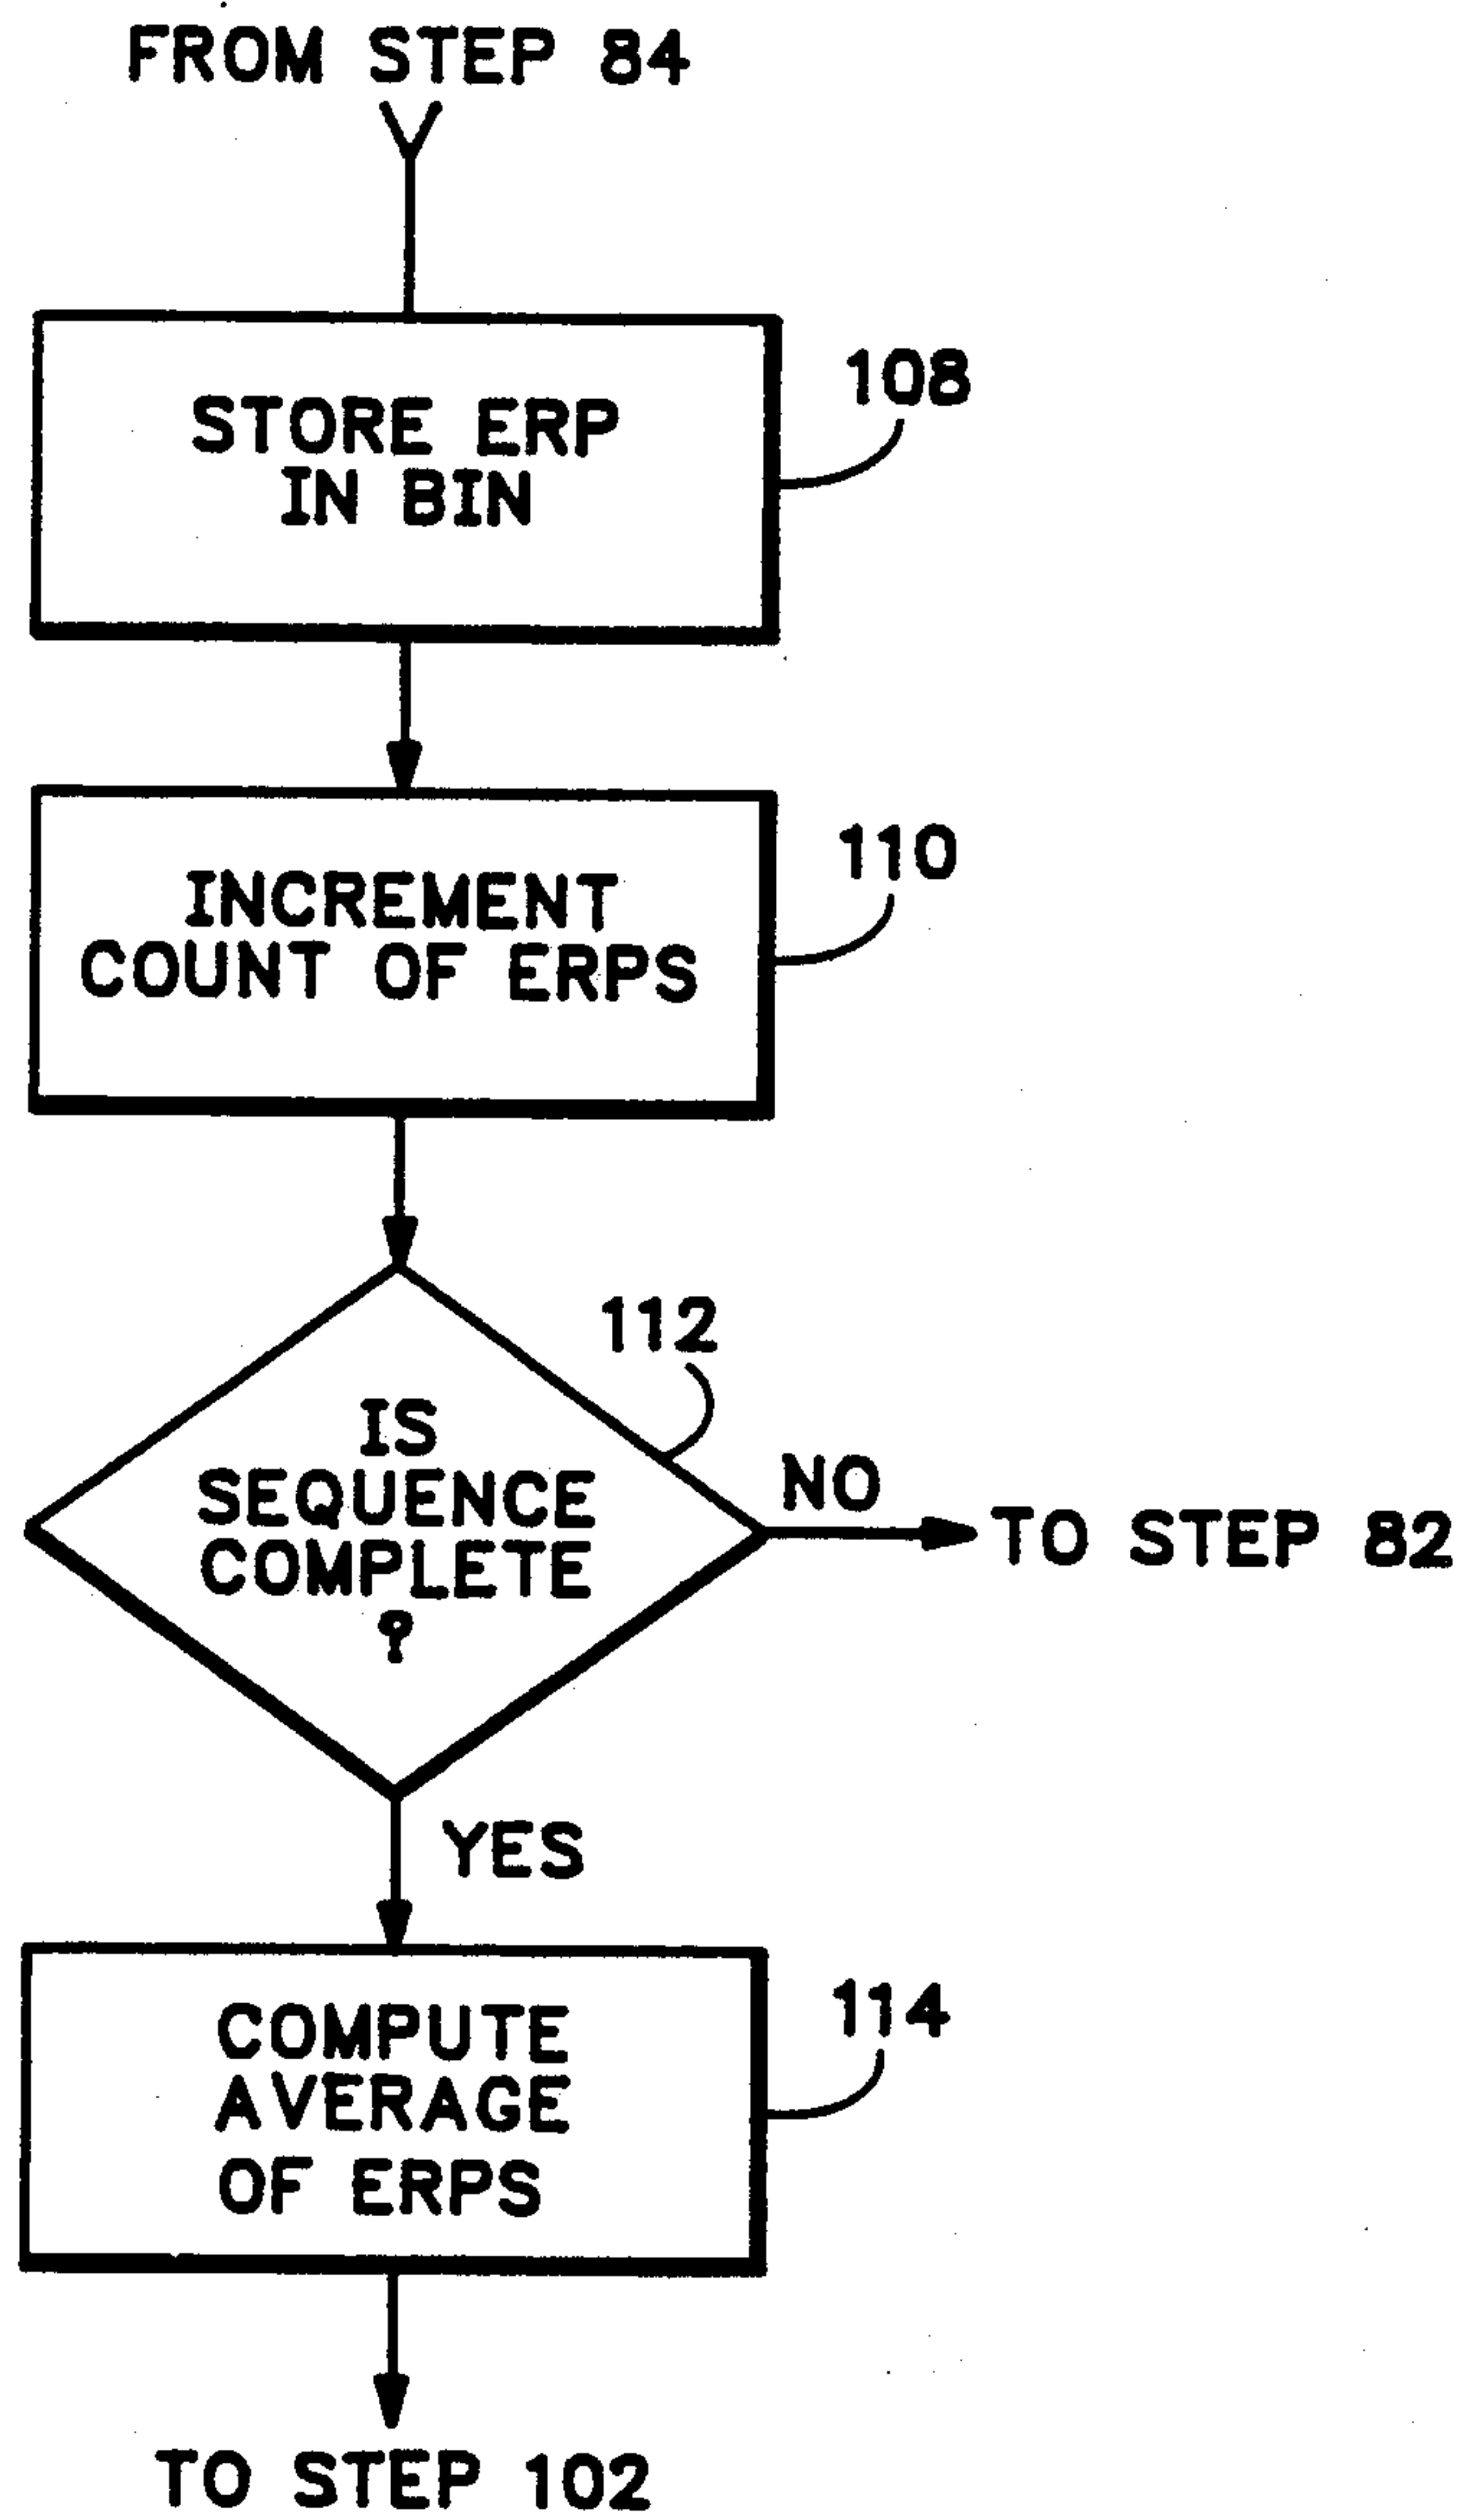 FROM STEP 84
108
STORE ERP
IN BIN
110
INCREMENT
COUNT OF ERPS
112
IS
SEQUENCE
COMPLETE
?
NO
TO STEP 82
YES
114
COMPUTE
AVERAGE
OF ERPS
TO STEP 102